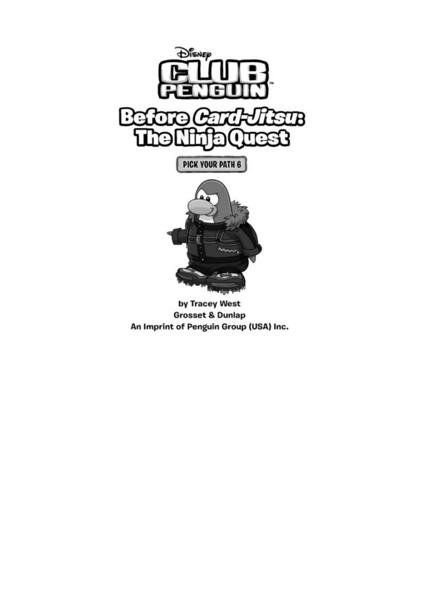 Disney
CLUB
PENGUIN™
Before Card-Jitsu:
The Ninja Quest
PICK YOUR PATH 6
by Tracey West
Grosset & Dunlap
An Imprint of Penguin Group (USA) Inc.